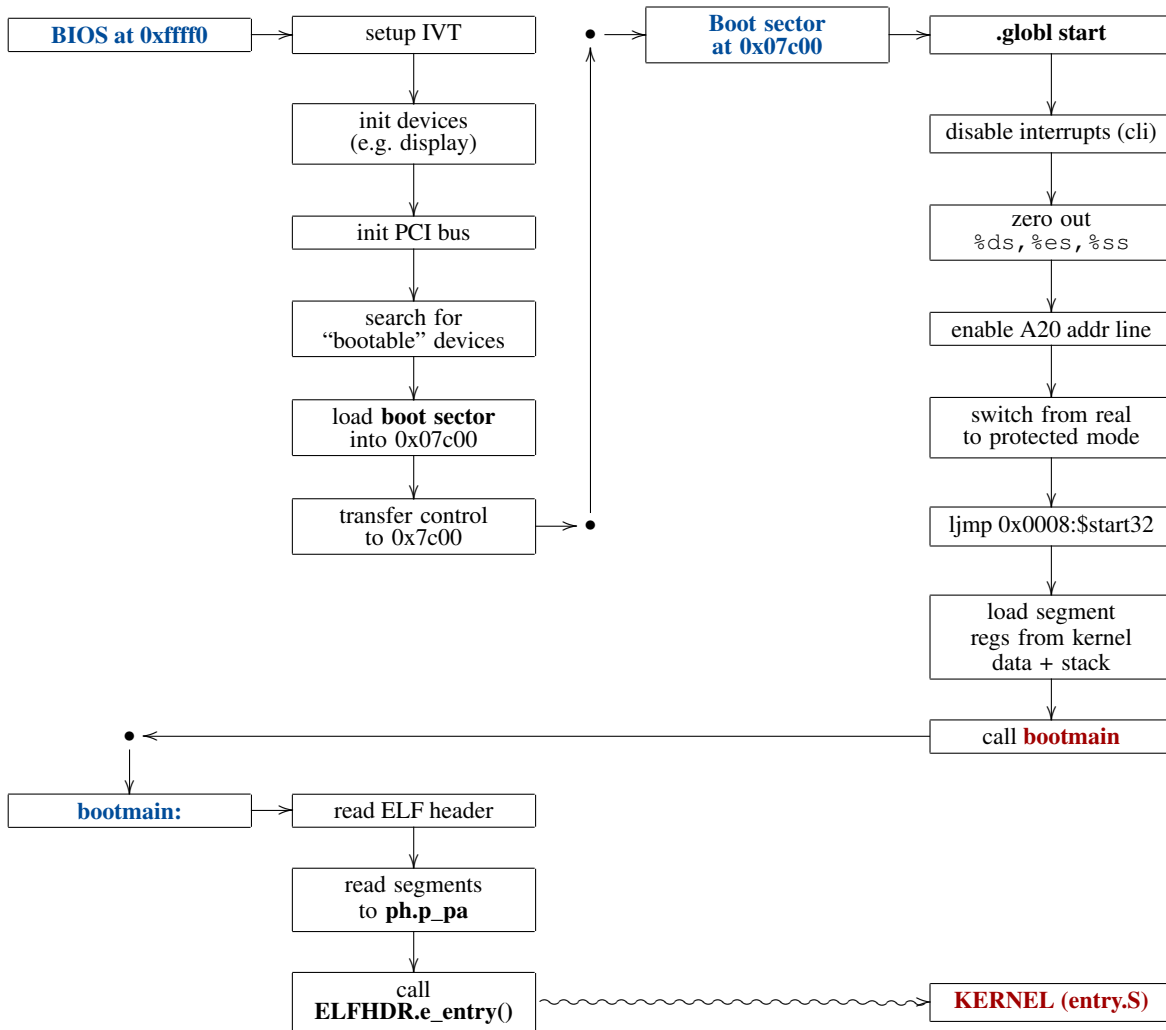 BIOS at 0xffff0
setup IVT
init devices
(e.g. display)
init PCI bus
search for
“bootable” devices
load boot sector
into 0x07c00
transfer control
to 0x7c00
Boot sector
at 0x07c00
.globl start
disable interrupts (cli)
zero out
%ds,%es,%ss
enable A20 addr line
switch from real
to protected mode
ljmp 0x0008:$start32
load segment
regs from kernel
data + stack
call bootmain
bootmain:
read ELF header
read segments
to ph.p_pa
call
ELFHDR.e_entry()
KERNEL (entry.S)